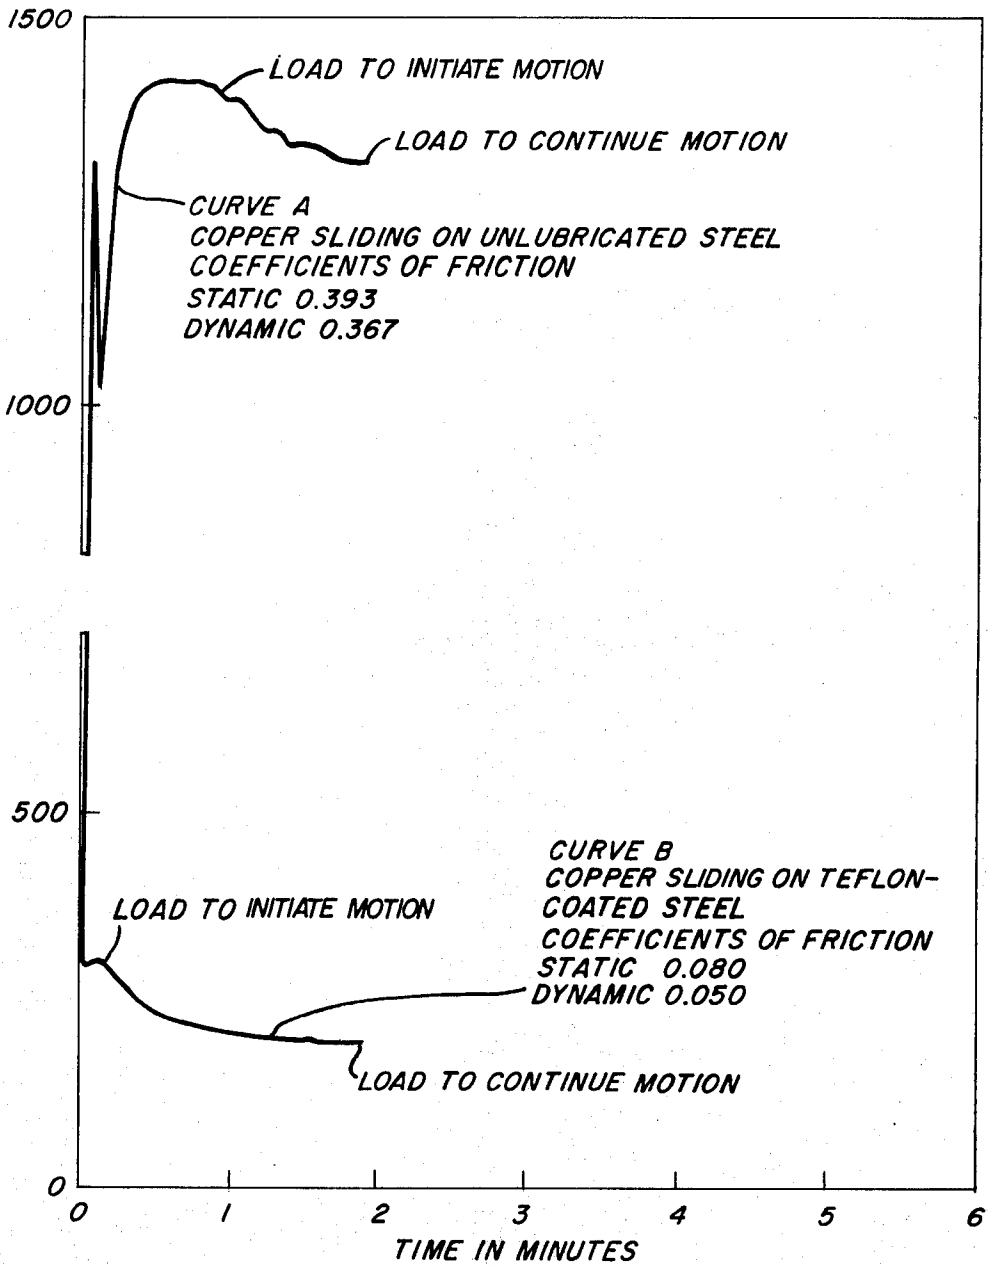 1500
LOAD TO INITIATE MOTION
LOAD TO CONTINUE MOTION
CURVE A
COPPER SLIDING ON UNLUBRICATED STEEL
COEFFICIENTS OF FRICTION
STATIC 0.393
DYNAMIC 0.367
1000
500
CURVE B
COPPER SLIDING ON TEFLON-
COATED STEEL
COEFFICIENTS OF FRICTION
STATIC 0.080
DYNAMIC 0.050
LOAD TO INITIATE MOTION
LOAD TO CONTINUE MOTION
0
0 1 2 3 4 5 6
TIME IN MINUTES